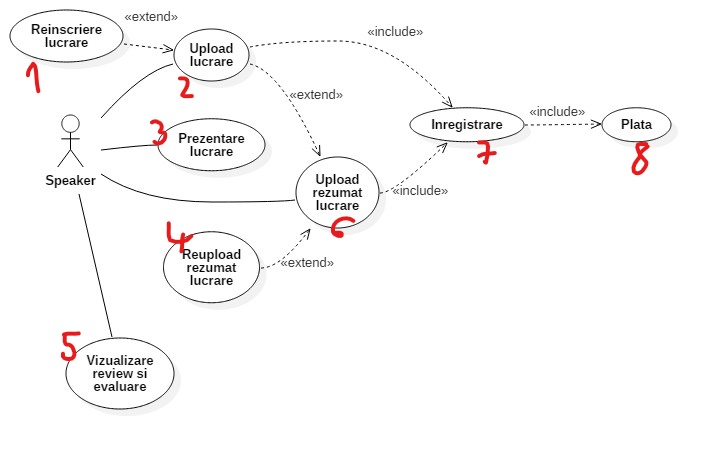 «extend»
Reinscriere
lucrare
1
Upload
lucrare
2
«include»
«extend»
3
Prezentare
lucrare
Inregistrare
7
«include»
Plata
8
Speaker
Upload
rezumat
lucrare
6
«include»
4
Reupload
rezumat
lucrare
«extend»
5
Vizualizare
review si
evaluare